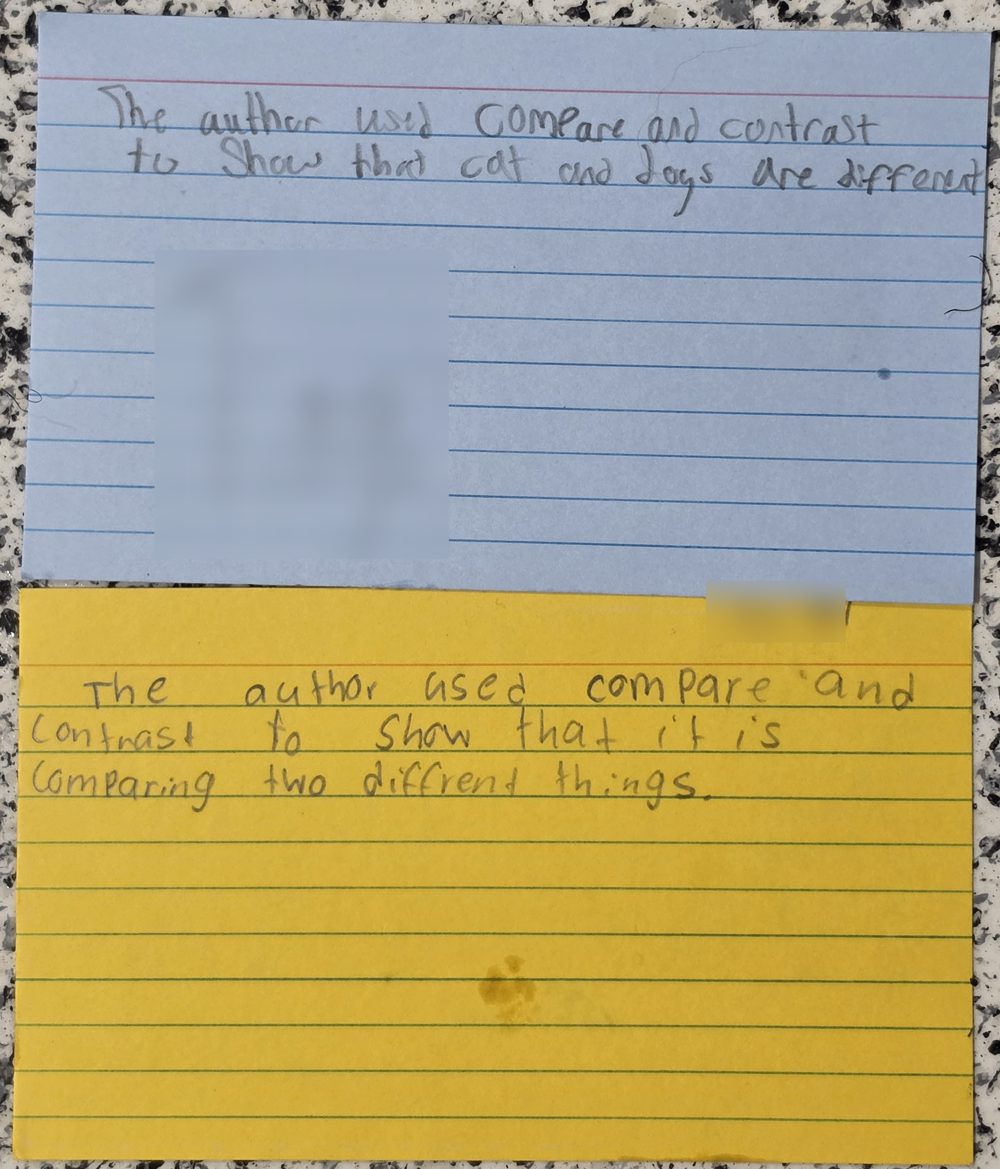 The author used compare and contrast
to Show that cat and dogs are different
The author used compare and
contrast to show that it is
comparing two diffrent things.